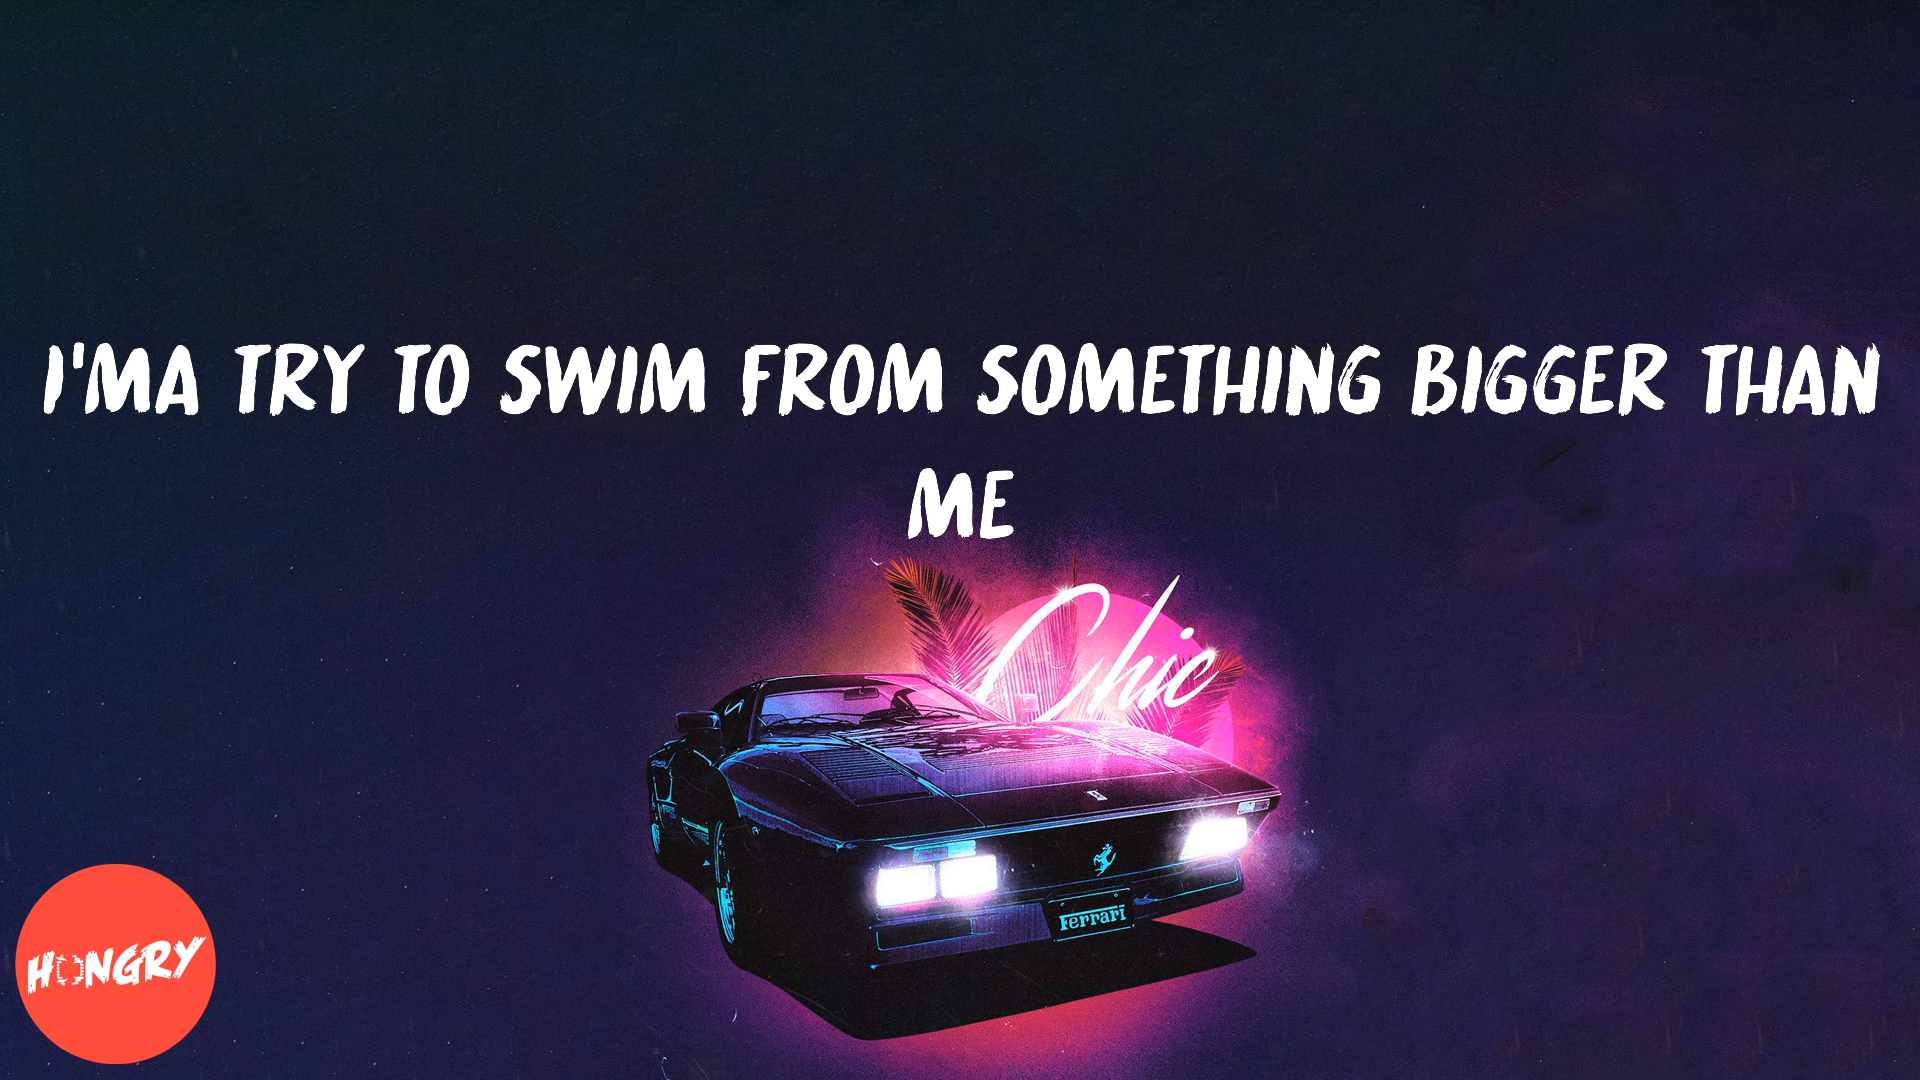 I'MA TRY TO SWIM FROM SOMETHING BIGGER THAN
ME
Chic
Ferrari
HONGRY